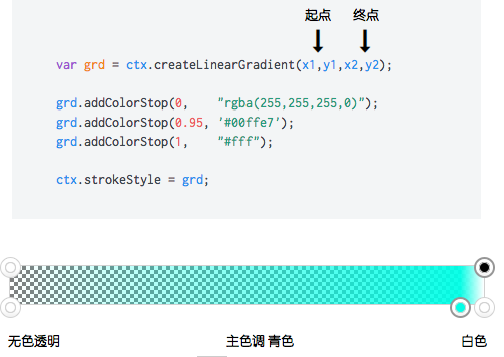 起点 终点
var grd = ctx.createLinearGradient(x1,y1,x2,y2);
grd.addColorStop(0, "rgba(255,255,255,0)");
grd.addColorStop(0.95, '#00ffe7');
grd.addColorStop(1, "#fff");
ctx.strokeStyle = grd;
无色透明 主色调 青色 白色